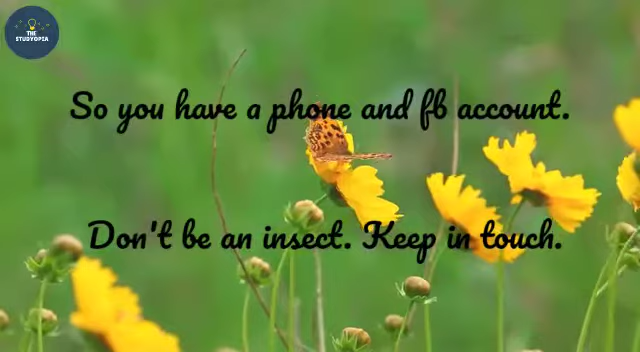 THE
STUDYOPIA
So you have a phone and fb account.
Don't be an insect. Keep in touch.